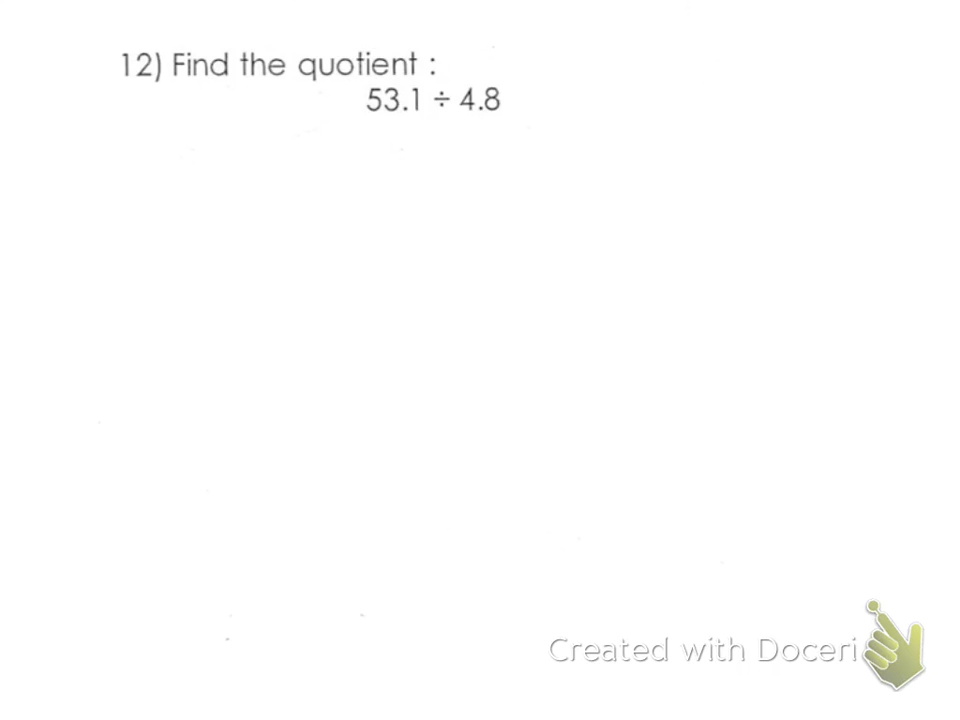 12) Find the quotient :
53.1 ÷ 4.8
Created with Doceri